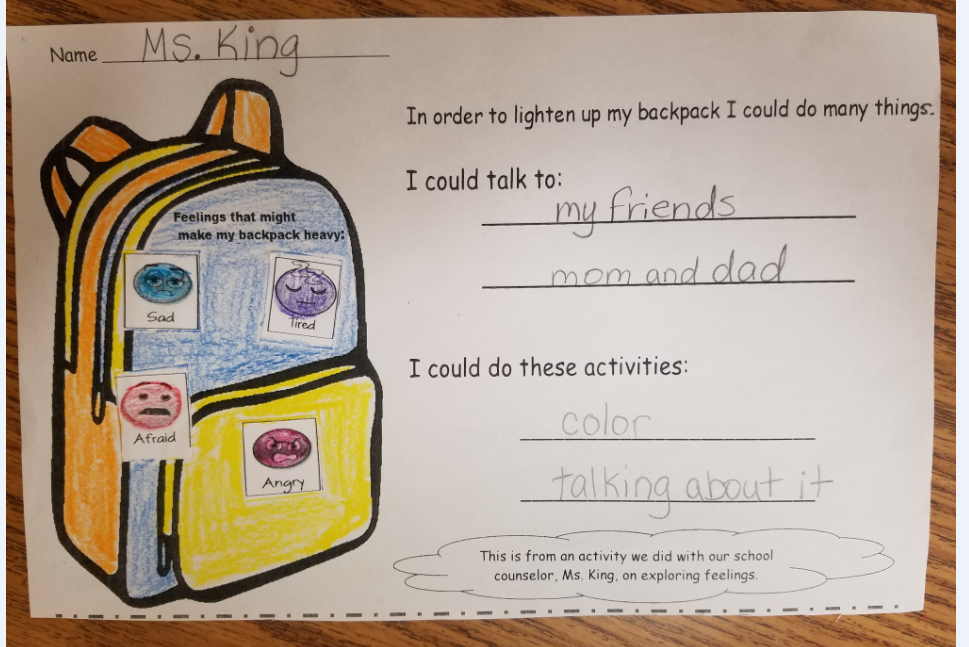 Name Ms. King
In order to lighten up my backpack I could do many things.
I could talk to:
my friends
mom and dad
I could do these activities:
color
talking about it
This is from an activity we did with our school
counselor, Ms. King, on exploring feelings.
Feelings that might
make my backpack heavy:
Sad
Tired
Afraid
Angry